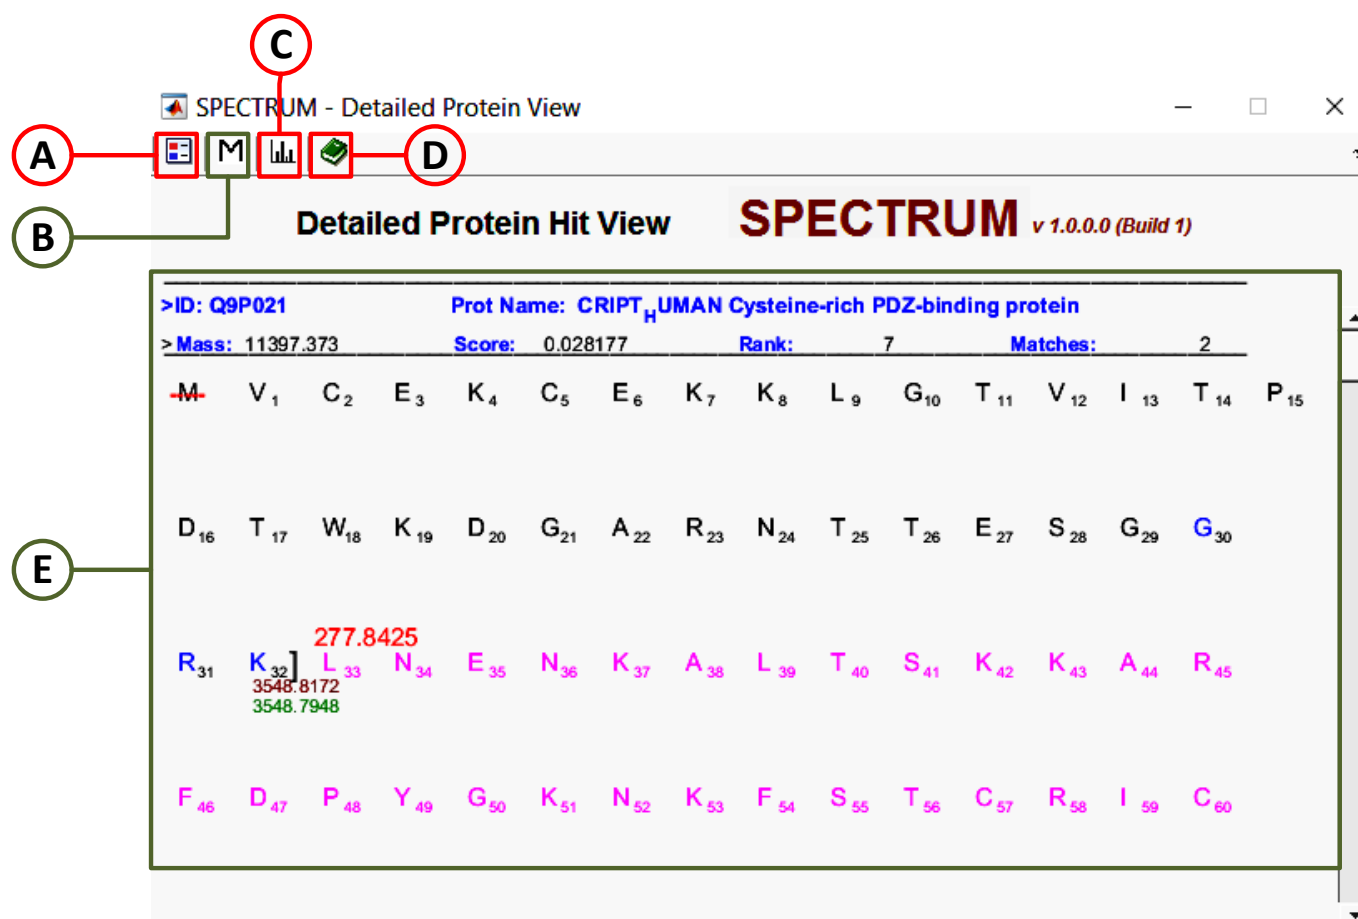 C
SPECTRUM - Detailed Protein View
A
M
D
B
Detailed Protein Hit View SPECTRUM v 1.0.0.0 (Build 1)
>ID: Q9P021 Prot Name: CRIPT_HUMAN Cysteine-rich PDZ-binding protein
> Mass: 11397.373 Score: 0.028177 Rank: 7 Matches: 2
M V1 C2 E3 K4 C5 E6 K7 K8 L9 G10 T11 V12 I13 T14 P15
D16 T17 W18 K19 D20 G21 A22 R23 N24 T25 T26 E27 S28 G29 G30
E
277.8425
R31 K32] L33 N34 E35 N36 K37 A38 L39 T40 S41 K42 K43 A44 R45
3548.8172
3548.7948
F46 D47 P48 Y49 G50 K51 N52 K53 F54 S55 T56 C57 R58 I59 C60